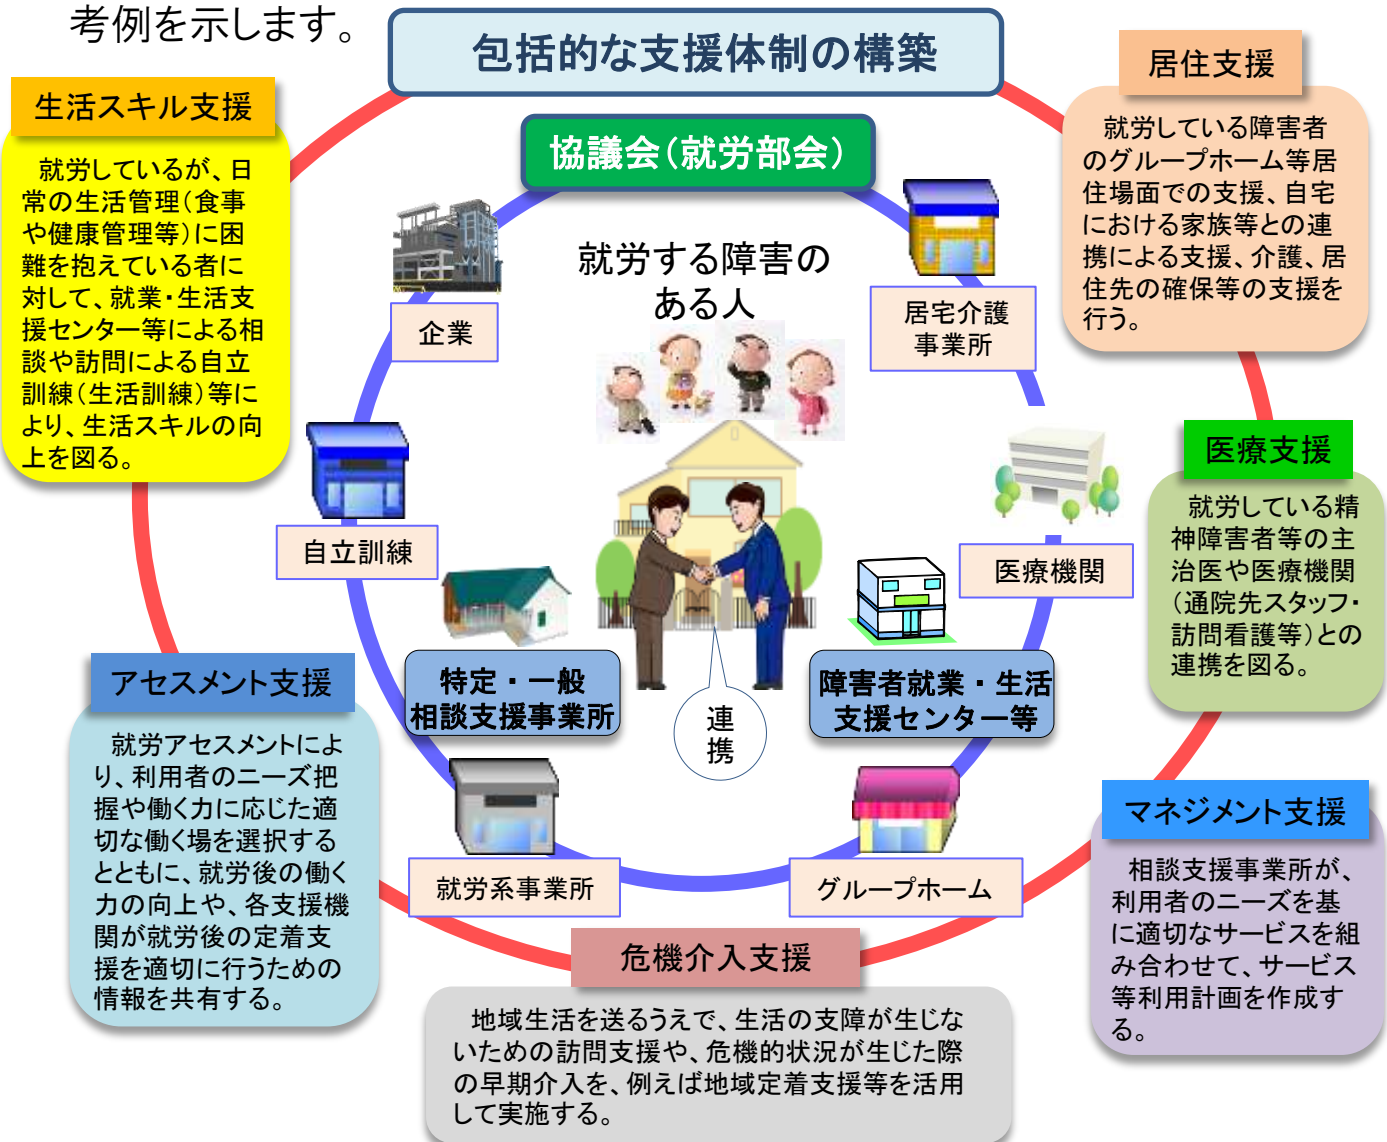 考例を示します。
包括的な支援体制の構築
協議会（就労部会）
生活スキル支援
就労しているが、日
常の生活管理（食事
や健康管理等）に困
難を抱えている者に
対して、就業・生活支
援センター等による相
談や訪問による自立
訓練（生活訓練）等に
より、生活スキルの向
上を図る。
居住支援
就労している障害者
のグループホーム等居
住場面での支援、自宅
における家族等との連
携による支援、介護、居
住先の確保等の支援を
行う。
就労する障害の
ある人
企業
居宅介護
事業所
自立訓練
医療機関
医療支援
就労している精
神障害者等の主
治医や医療機関
（通院先スタッフ・
訪問看護等）との
連携を図る。
特定・一般
相談支援事業所
障害者就業・生活
支援センター等
連
携
アセスメント支援
就労アセスメントによ
り、利用者のニーズ把
握や働く力に応じた適
切な働く場を選択する
とともに、就労後の働く
力の向上や、各支援機
関が就労後の定着支
援を適切に行うための
情報を共有する。
就労系事業所
グループホーム
マネジメント支援
相談支援事業所が、
利用者のニーズを基
に適切なサービスを組
み合わせて、サービス
等利用計画を作成す
る。
危機介入支援
地域生活を送るうえで、生活の支障が生じな
いための訪問支援や、危機的状況が生じた際
の早期介入を、例えば地域定着支援等を活用
して実施する。